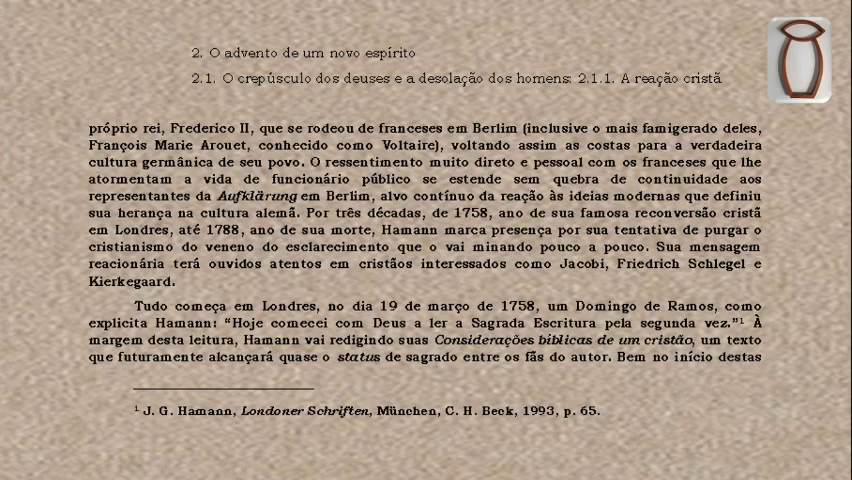 2. O advento de um novo espírito
2.1. O crepúsculo dos deuses e a desolação dos homens: 2.1.1. A reação cristã
próprio rei, Frederico II, que se rodeou de franceses em Berlim (inclusive o mais famigerado deles,
François Marie Arouet, conhecido como Voltaire), voltando assim as costas para a verdadeira
cultura germânica de seu povo. O ressentimento muito direto e pessoal com os franceses que lhe
atormentam a vida de funcionário público se estende sem quebra de continuidade aos
representantes da Aufklärung em Berlim, alvo contínuo da reação às ideias modernas que definiu
sua herança na cultura alemã. Por três décadas, de 1758, ano de sua famosa reconversão cristã
em Londres, até 1788, ano de sua morte, Hamann marca presença por sua tentativa de purgar o
cristianismo do veneno do esclarecimento que o vai minando pouco a pouco. Sua mensagem
reacionária terá ouvidos atentos em cristãos interessados como Jacobi, Friedrich Schlegel e
Kierkegaard.
Tudo começa em Londres, no dia 19 de março de 1758, um Domingo de Ramos, como
explicita Hamann: “Hoje comecei com Deus a ler a Sagrada Escritura pela segunda vez.”¹ À
margem desta leitura, Hamann vai redigindo suas Considerações bíblicas de um cristão, um texto
que futuramente alcançará quase o status de sagrado entre os fãs do autor. Bem no início destas
¹ J. G. Hamann, Londoner Schriften, München, C. H. Beck, 1993, p. 65.